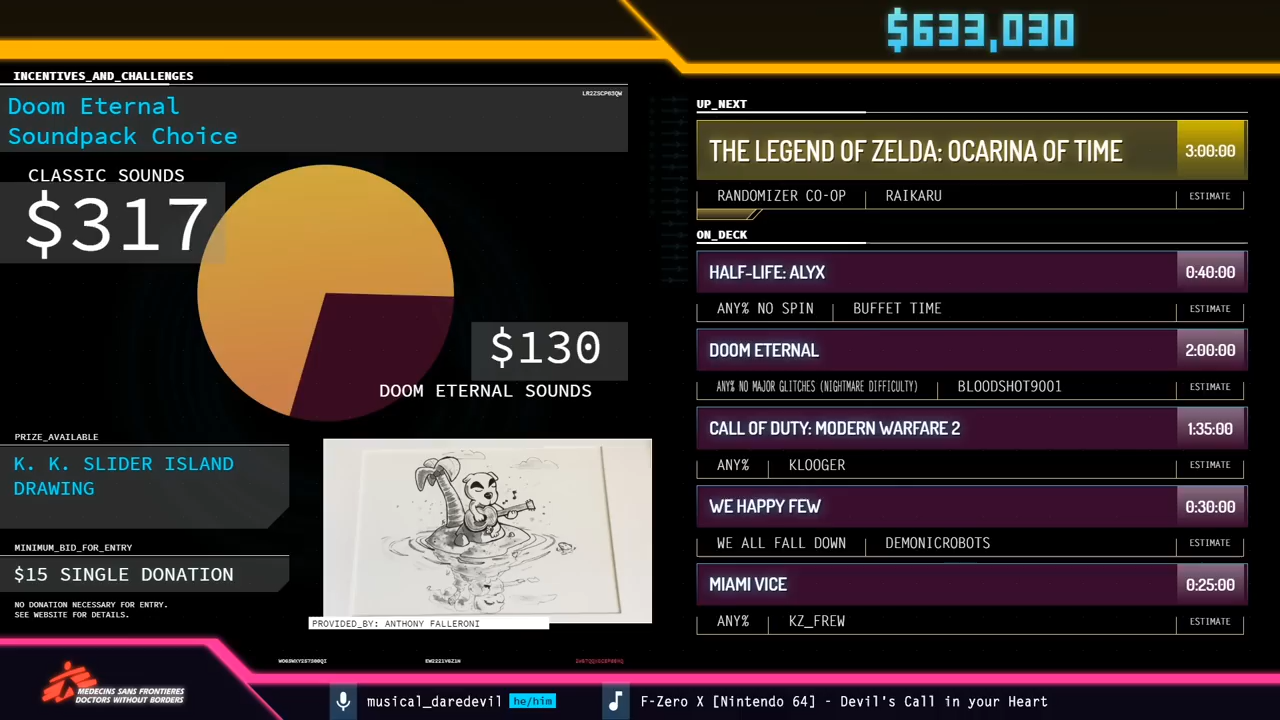 $633,030
INCENTIVES_AND_CHALLENGES
Doom Eternal
Soundpack Choice
LR2ZSCP03QW
CLASSIC SOUNDS
$317
$130
DOOM ETERNAL SOUNDS
PRIZE_AVAILABLE
K. K. SLIDER ISLAND
DRAWING
MINIMUM_BID_FOR_ENTRY
$15 SINGLE DONATION
NO DONATION NECESSARY FOR ENTRY.
SEE WEBSITE FOR DETAILS.
PROVIDED_BY: ANTHONY FALLERONI
UP_NEXT
THE LEGEND OF ZELDA: OCARINA OF TIME 3:00:00
RANDOMIZER CO-OP RAIKARU ESTIMATE
ON_DECK
HALF-LIFE: ALYX 0:40:00
ANY% NO SPIN BUFFET TIME ESTIMATE
DOOM ETERNAL 2:00:00
ANY% NO MAJOR GLITCHES (NIGHTMARE DIFFICULTY) BLOODSHOT9001 ESTIMATE
CALL OF DUTY: MODERN WARFARE 2 1:35:00
ANY% KLOOGER ESTIMATE
WE HAPPY FEW 0:30:00
WE ALL FALL DOWN DEMONICROBOTS ESTIMATE
MIAMI VICE 0:25:00
ANY% KZ_FREW ESTIMATE
MEDECINS SANS FRONTIERES
DOCTORS WITHOUT BORDERS
musical_daredevil he/him
F-Zero X [Nintendo 64] - Devil's Call in your Heart